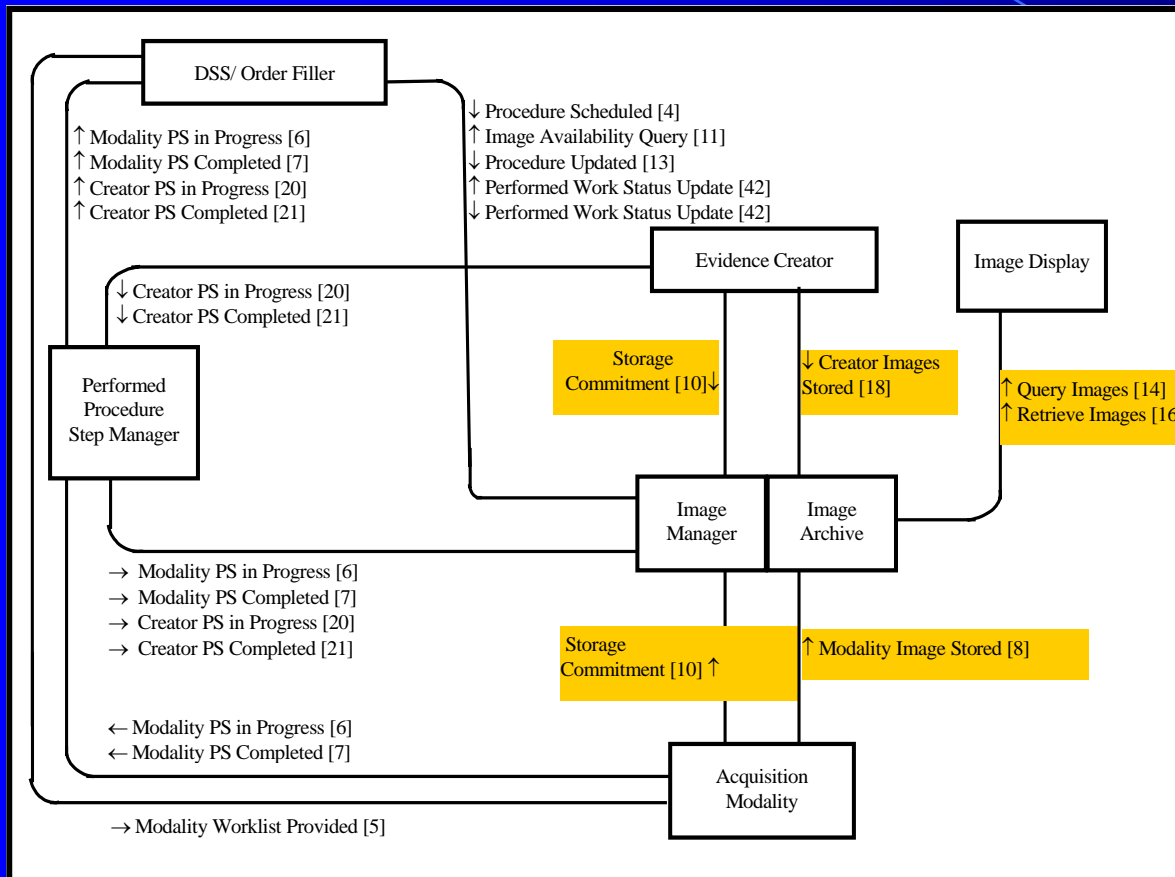 DSS/ Order Filler
↑ Modality PS in Progress [6]
↑ Modality PS Completed [7]
↑ Creator PS in Progress [20]
↑ Creator PS Completed [21]
↓ Procedure Scheduled [4]
↑ Image Availability Query [11]
↓ Procedure Updated [13]
↑ Performed Work Status Update [42]
↓ Performed Work Status Update [42]
Evidence Creator
Image Display
↓ Creator PS in Progress [20]
↓ Creator PS Completed [21]
Performed
Procedure
Step Manager
Storage
Commitment [10]↓
↓ Creator Images
Stored [18]
↑ Query Images [14]
↑ Retrieve Images [16
Image
Manager
Image
Archive
→ Modality PS in Progress [6]
→ Modality PS Completed [7]
→ Creator PS in Progress [20]
→ Creator PS Completed [21]
Storage
Commitment [10] ↑
↑ Modality Image Stored [8]
← Modality PS in Progress [6]
← Modality PS Completed [7]
Acquisition
Modality
→ Modality Worklist Provided [5]